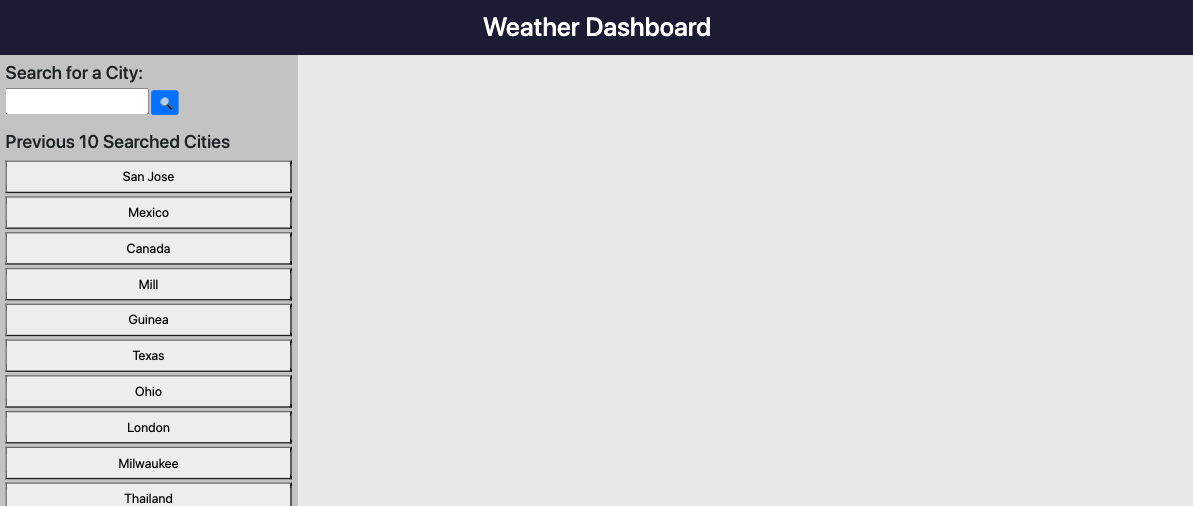 Weather Dashboard
Search for a City:
Previous 10 Searched Cities
San Jose
Mexico
Canada
Mill
Guinea
Texas
Ohio
London
Milwaukee
Thailand